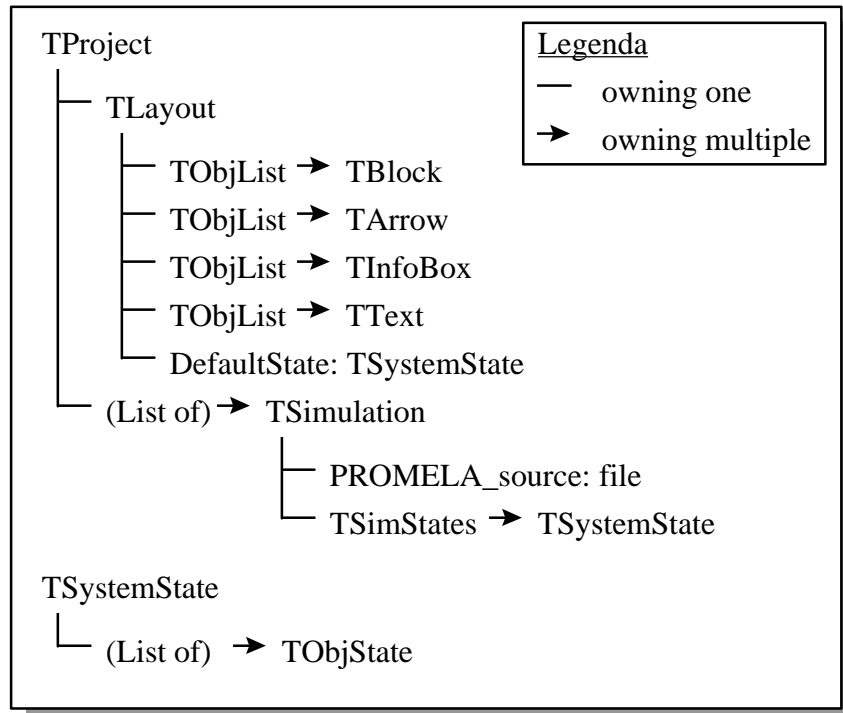 TProject
Legenda
owning one
owning multiple
TLayout
TObjList TBlock
TObjList TArrow
TObjList TInfoBox
TObjList TText
DefaultState: TSystemState
(List of) TSimulation
PROMELA_source: file
TSimStates TSystemState
TSystemState
(List of) TObjState